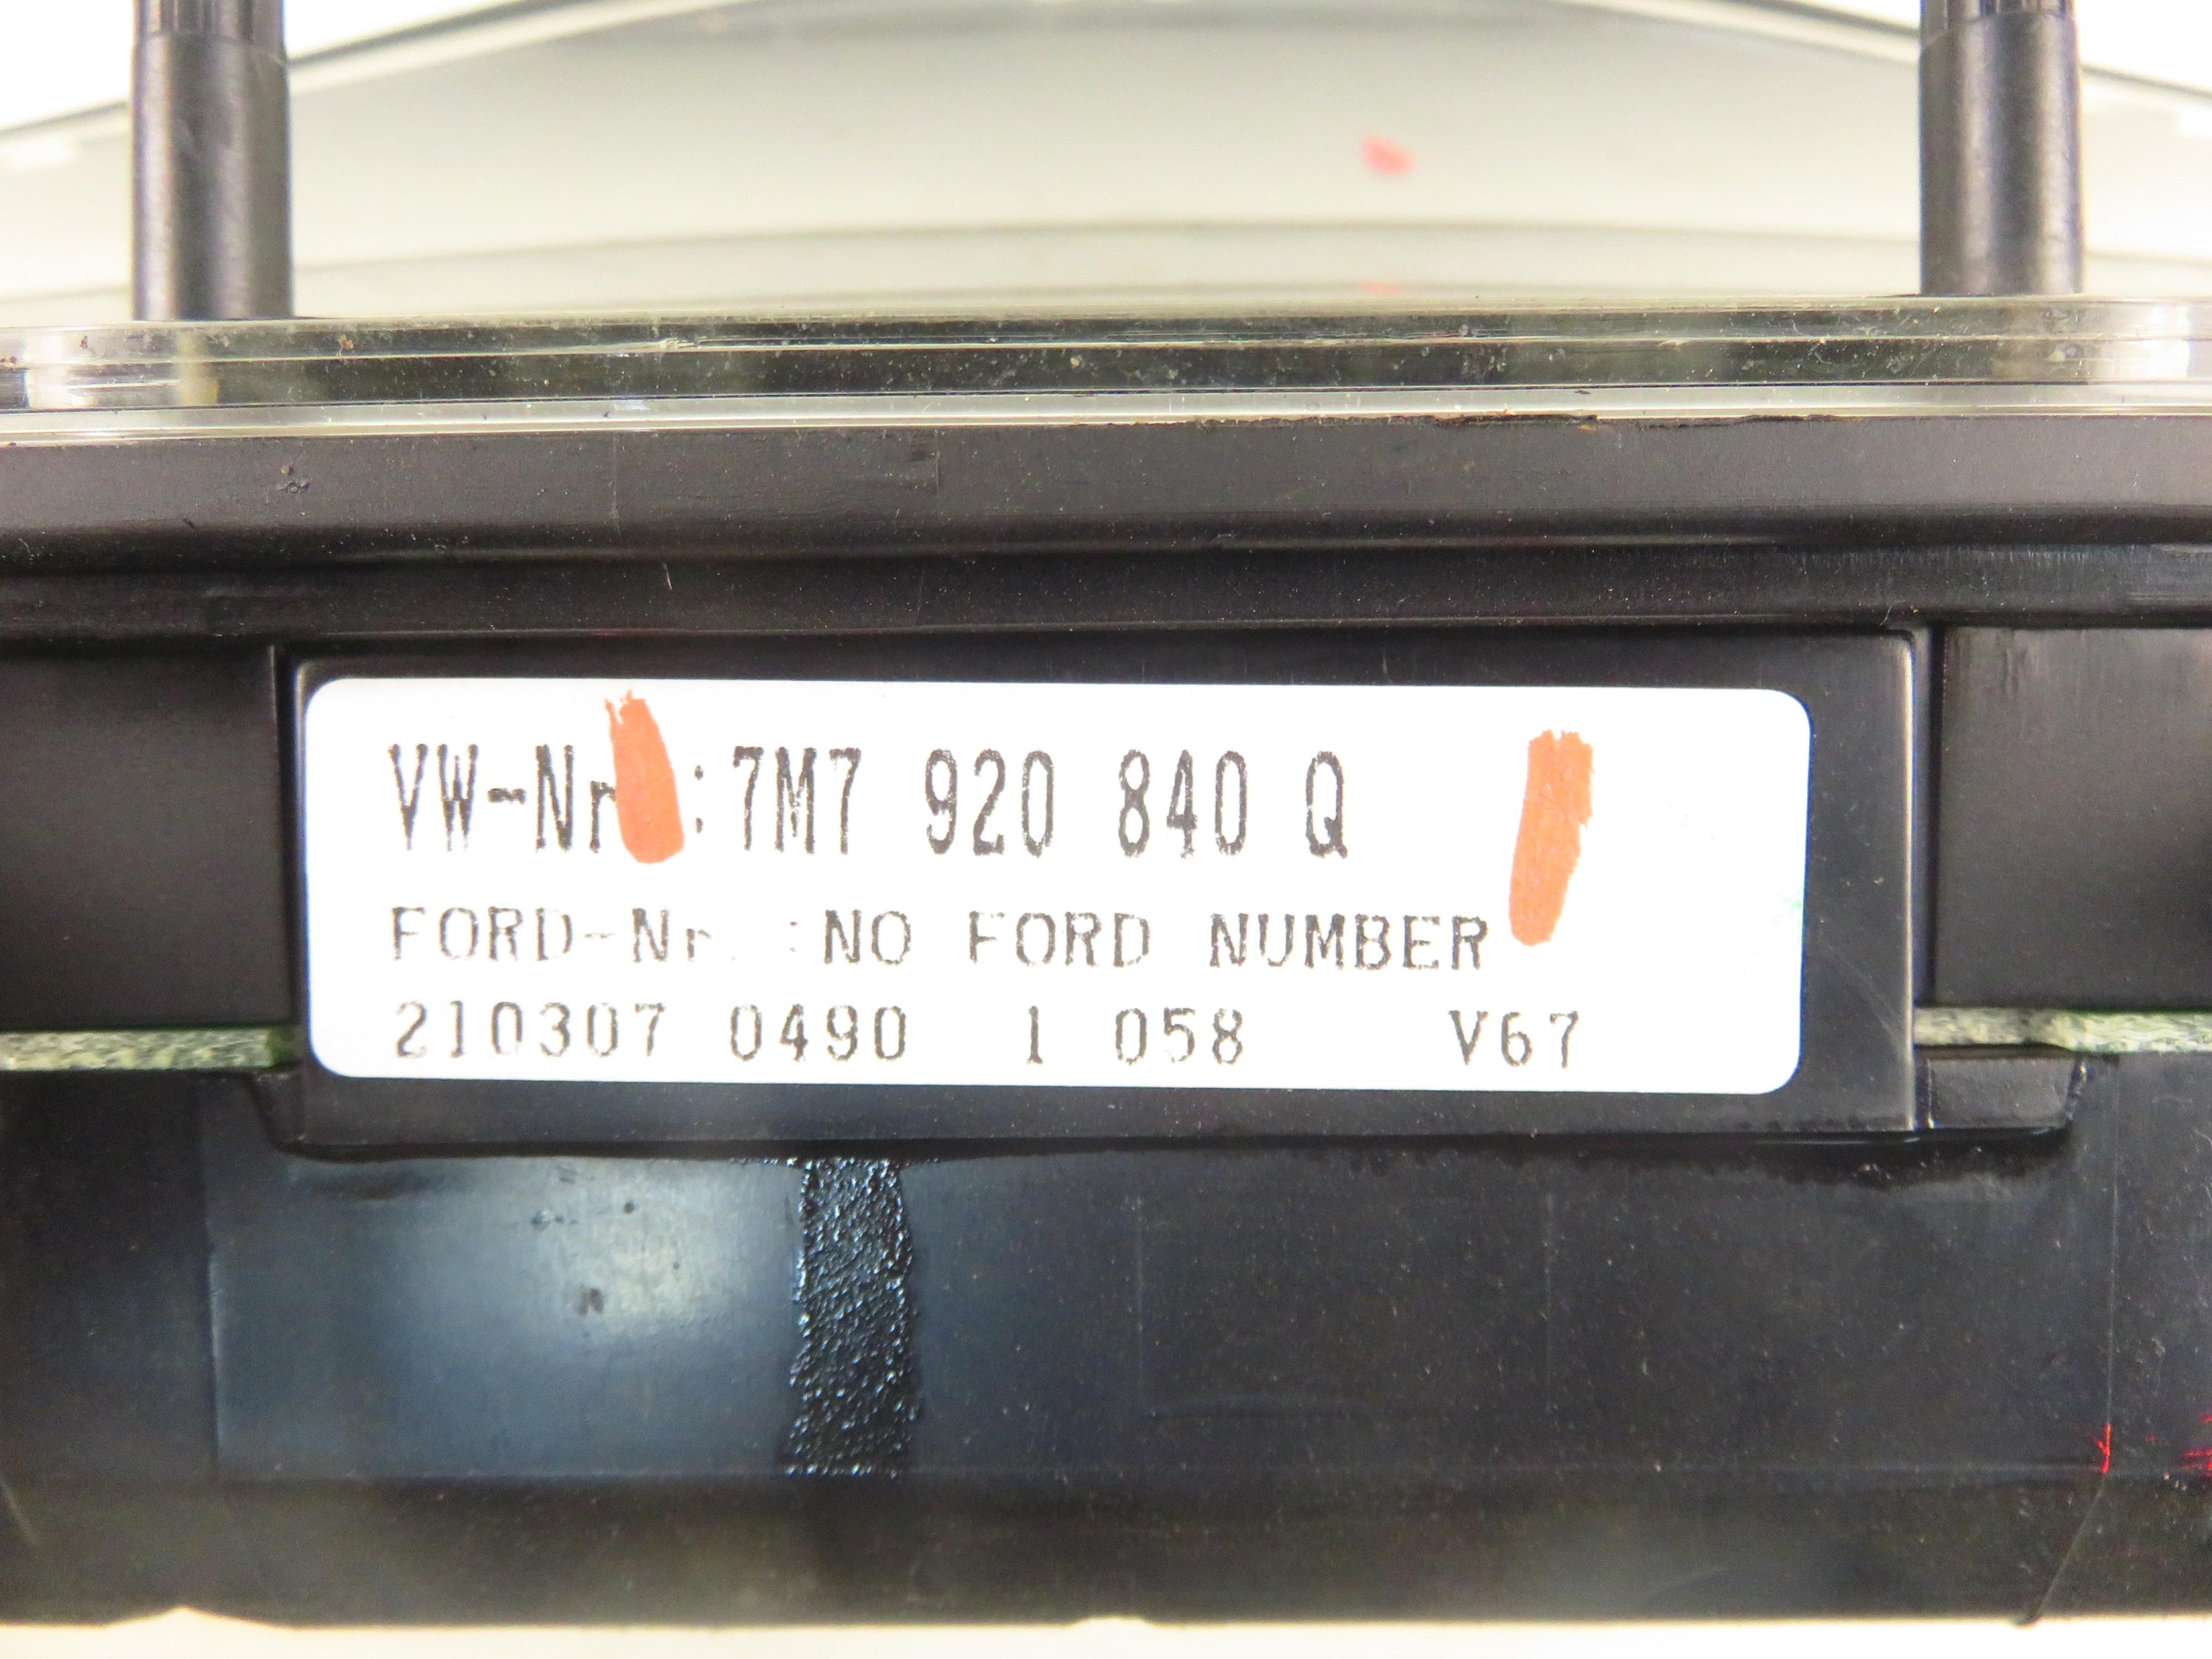 VW-Nr.:7M7 920 840 Q
FORD-Nr. :NO FORD NUMBER
210307 0490 1 058 V67